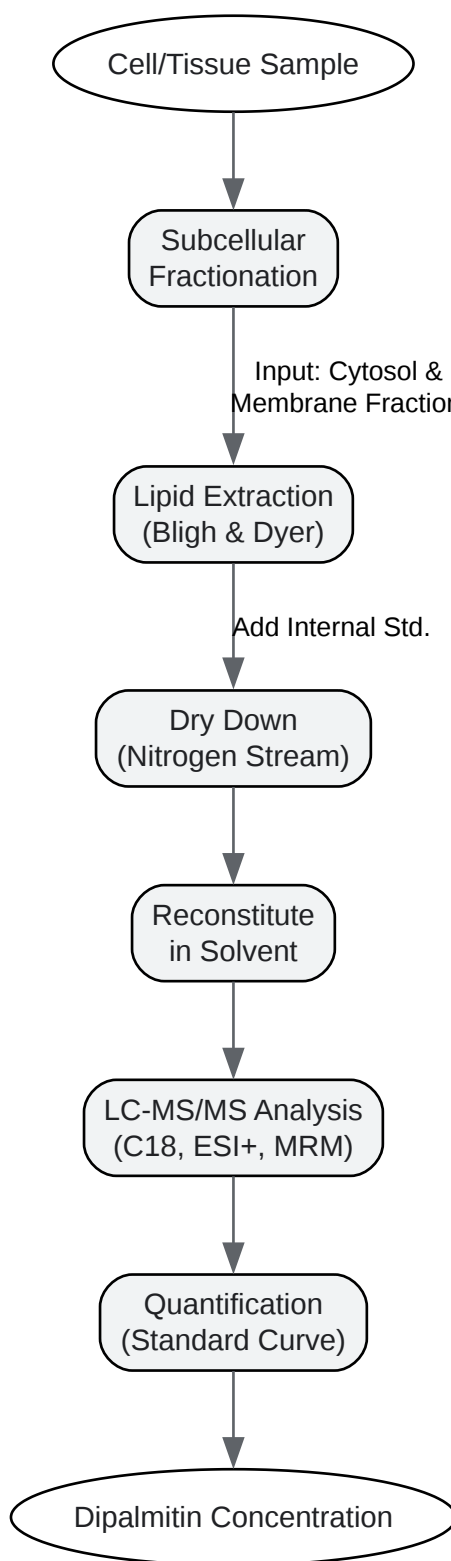 Cell/Tissue Sample
Subcellular
Fractionation
Input: Cytosol &
Membrane Fraction
Lipid Extraction
(Bligh & Dyer)
Add Internal Std.
Dry Down
(Nitrogen Stream)
Reconstitute
in Solvent
LC-MS/MS Analysis
(C18, ESI+, MRM)
Quantification
(Standard Curve)
Dipalmitin Concentration